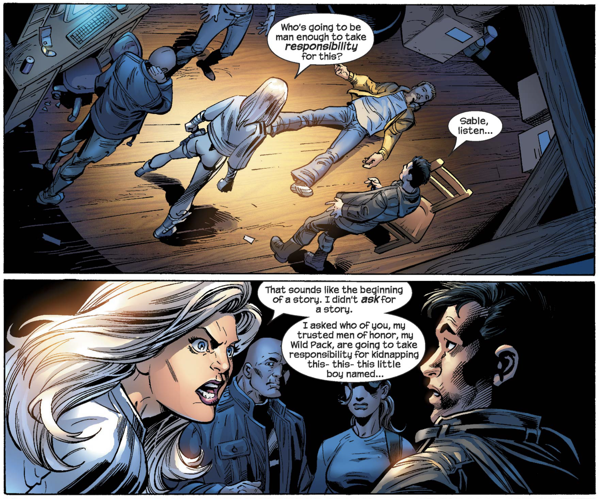 Who's going to be
man enough to take
responsibility
for this?
Sable,
listen...
That sounds like the beginning
of a story. I didn't ask for
a story.
I asked who of you, my
trusted men of honor, my
Wild Pack, are going to take
responsibility for kidnapping
this- this- this little
boy named...